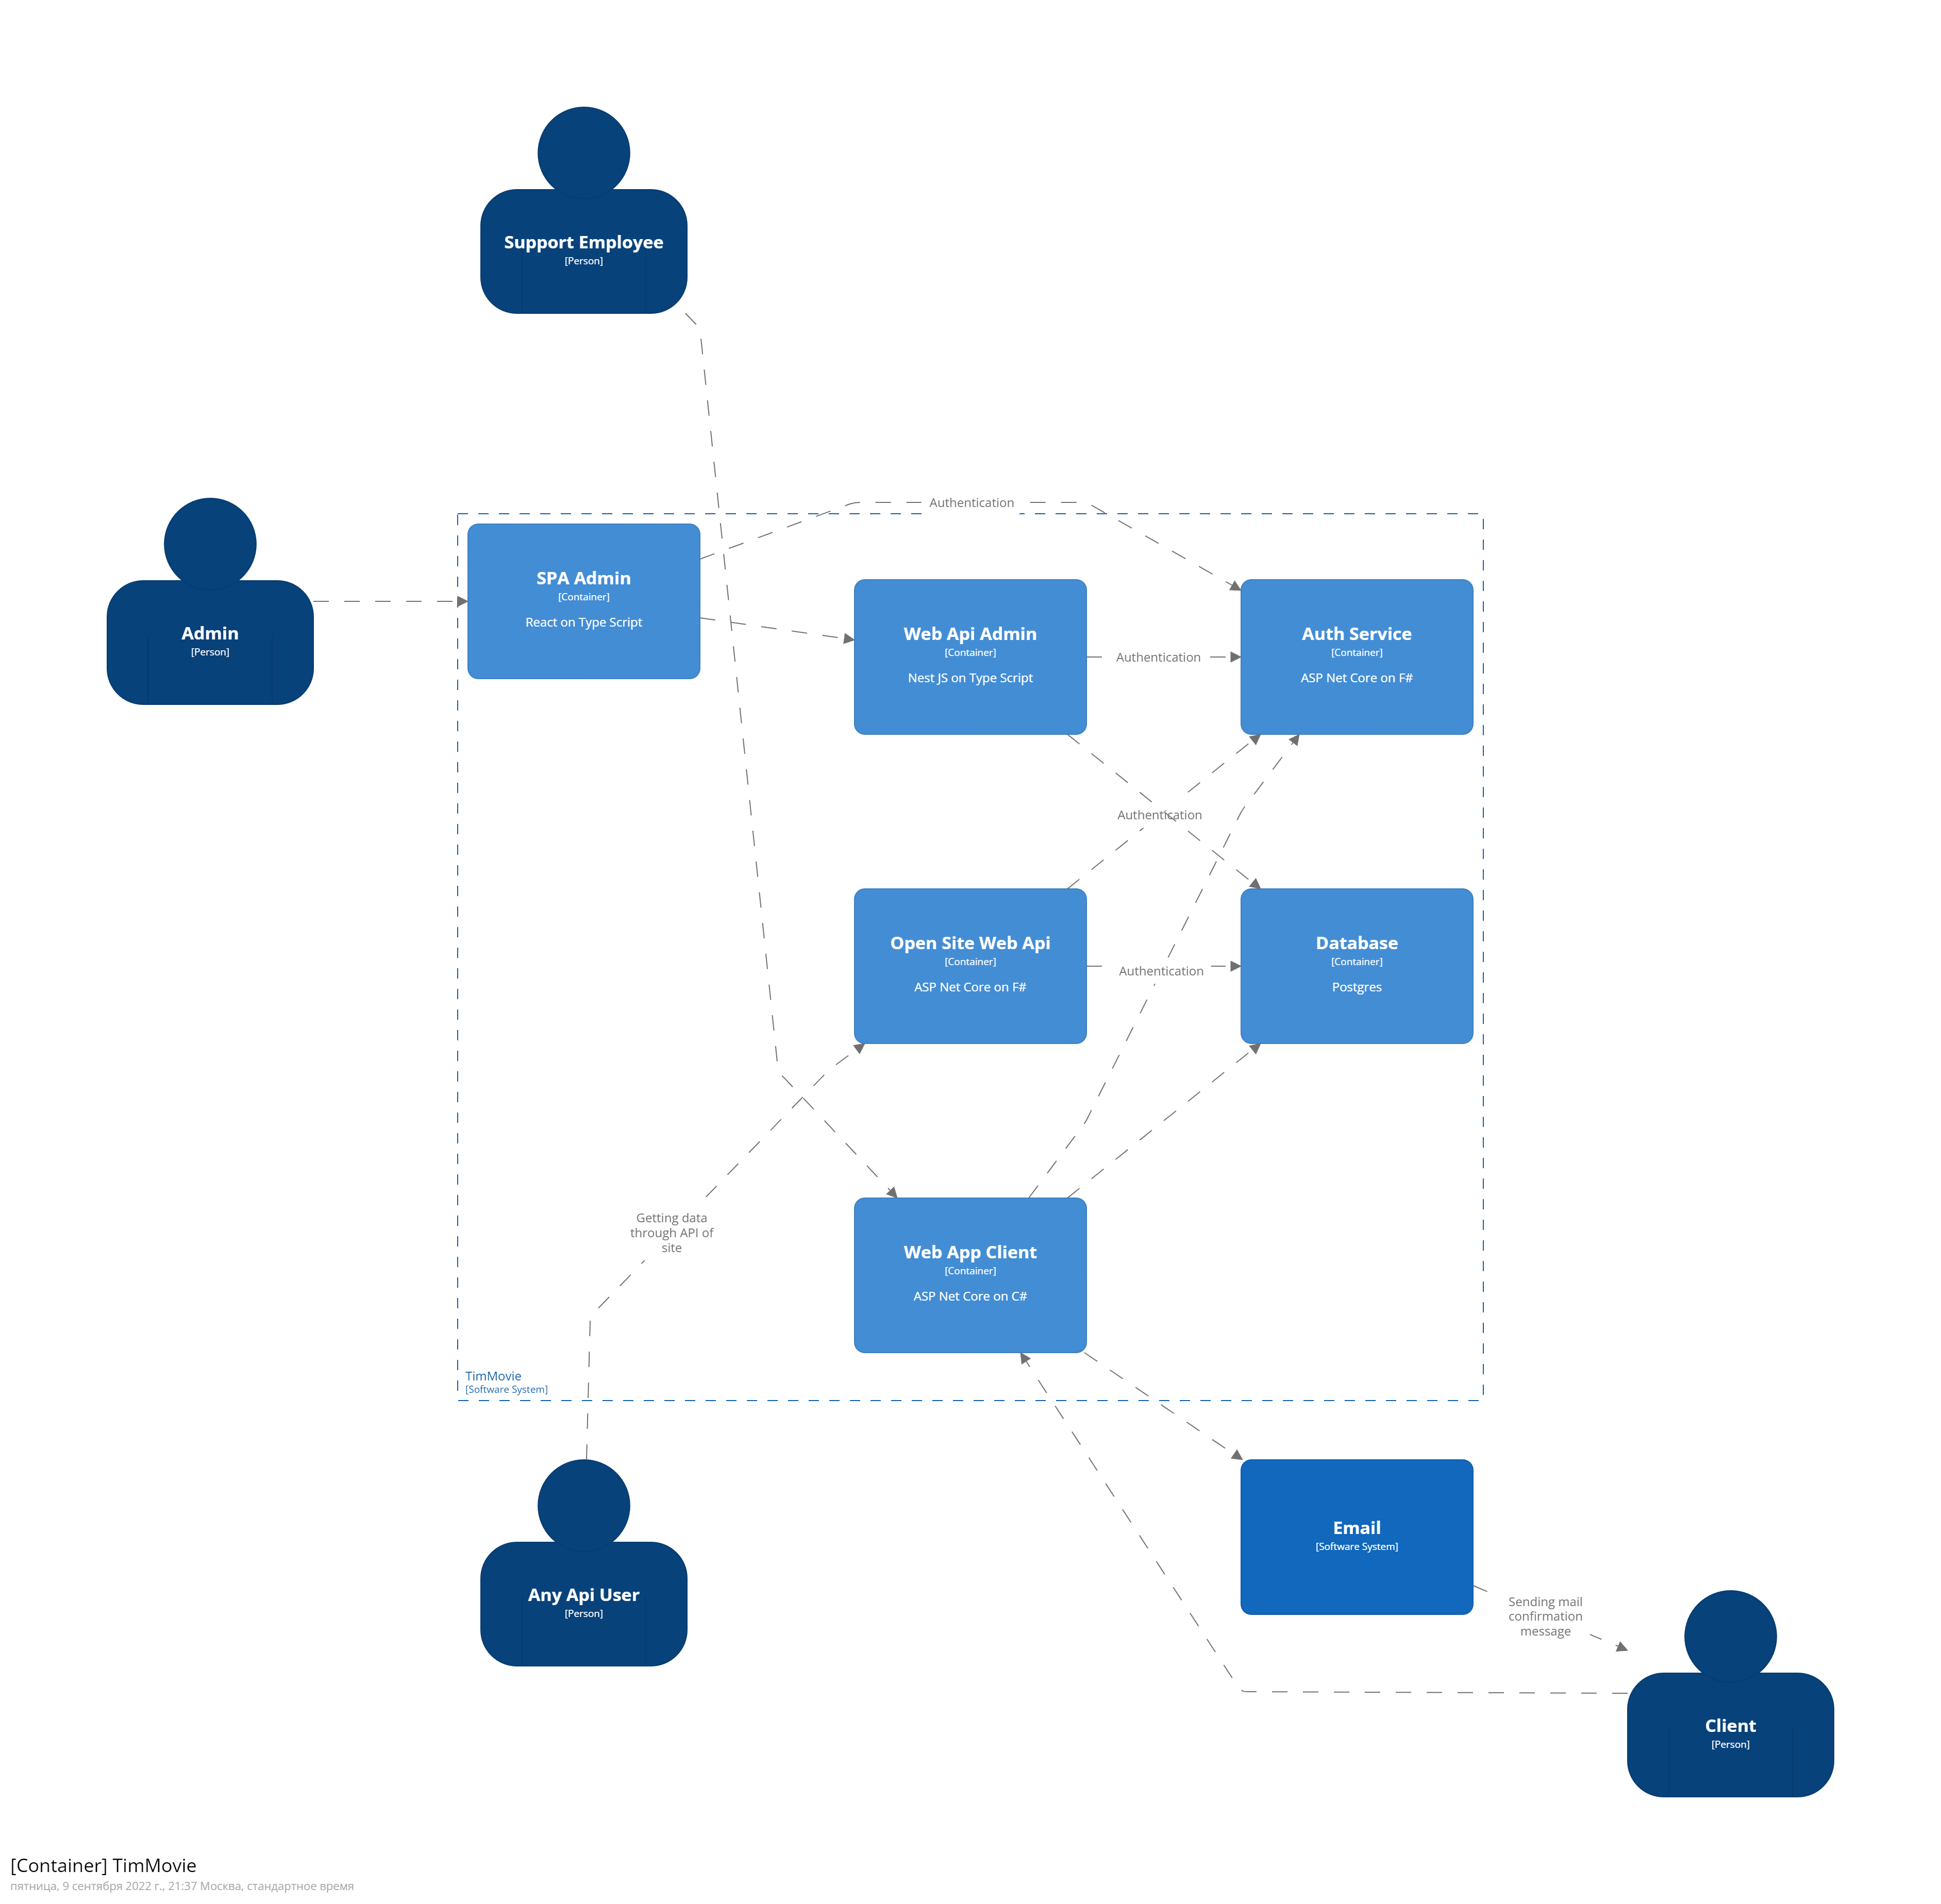 Support Employee
[Person]
Authentication
SPA Admin
[Container]
React on Type Script
Admin
[Person]
Web Api Admin
[Container]
Nest JS on Type Script
Authentication
Auth Service
[Container]
ASP Net Core on F#
Authentication
Open Site Web Api
[Container]
ASP Net Core on F#
Authentication
Database
[Container]
Postgres
Getting data
through API of
site
Web App Client
[Container]
ASP Net Core on C#
TimMovie
[Software System]
Email
[Software System]
Any Api User
[Person]
Sending mail
confirmation
message
Client
[Person]
[Container] TimMovie
пятница, 9 сентября 2022 г., 21:37 Москва, стандартное время